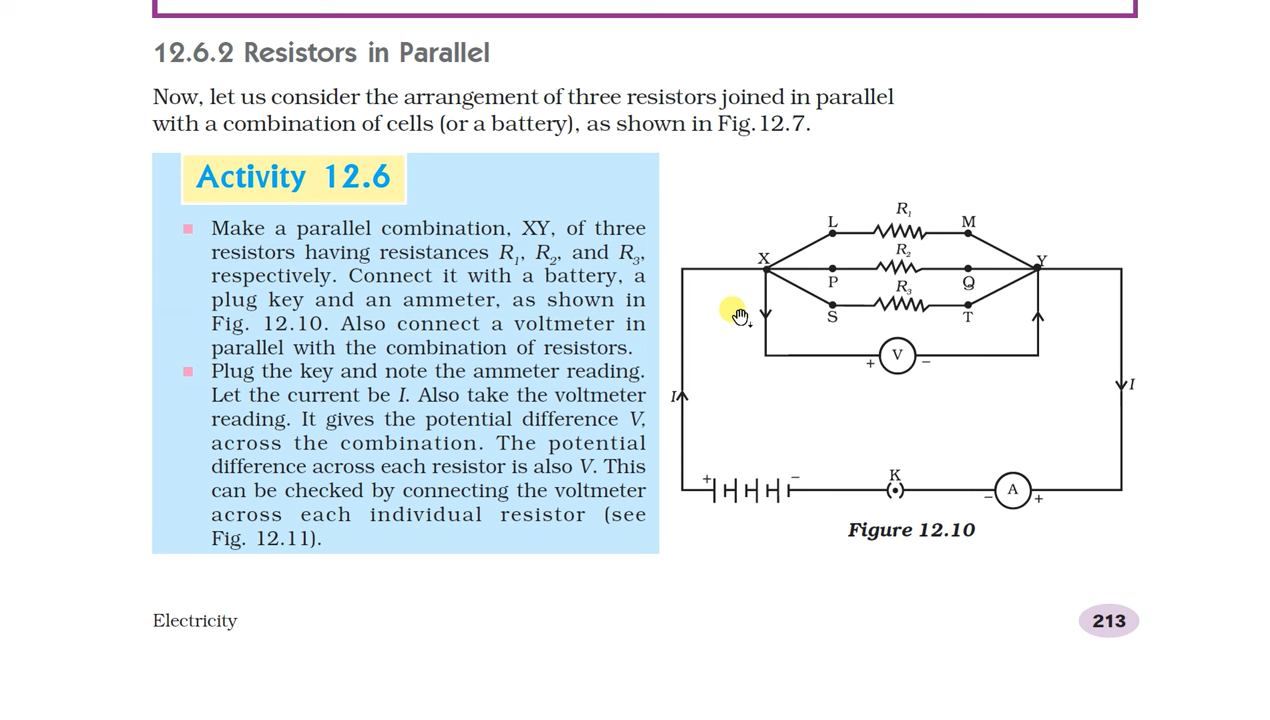 12.6.2 Resistors in Parallel
Now, let us consider the arrangement of three resistors joined in parallel
with a combination of cells (or a battery), as shown in Fig.12.7.
Activity 12.6
Make a parallel combination, XY, of three
resistors having resistances R₁, R₂, and R₃,
respectively. Connect it with a battery, a
plug key and an ammeter, as shown in
Fig. 12.10. Also connect a voltmeter in
parallel with the combination of resistors.
Plug the key and note the ammeter reading.
Let the current be I. Also take the voltmeter
reading. It gives the potential difference V,
across the combination. The potential
difference across each resistor is also V. This
can be checked by connecting the voltmeter
across each individual resistor (see
Fig. 12.11).
R₁
L M
R₂
X Y
P Q
R₃
S T
+ V −
I I
+ − K − A +
Figure 12.10
Electricity
213